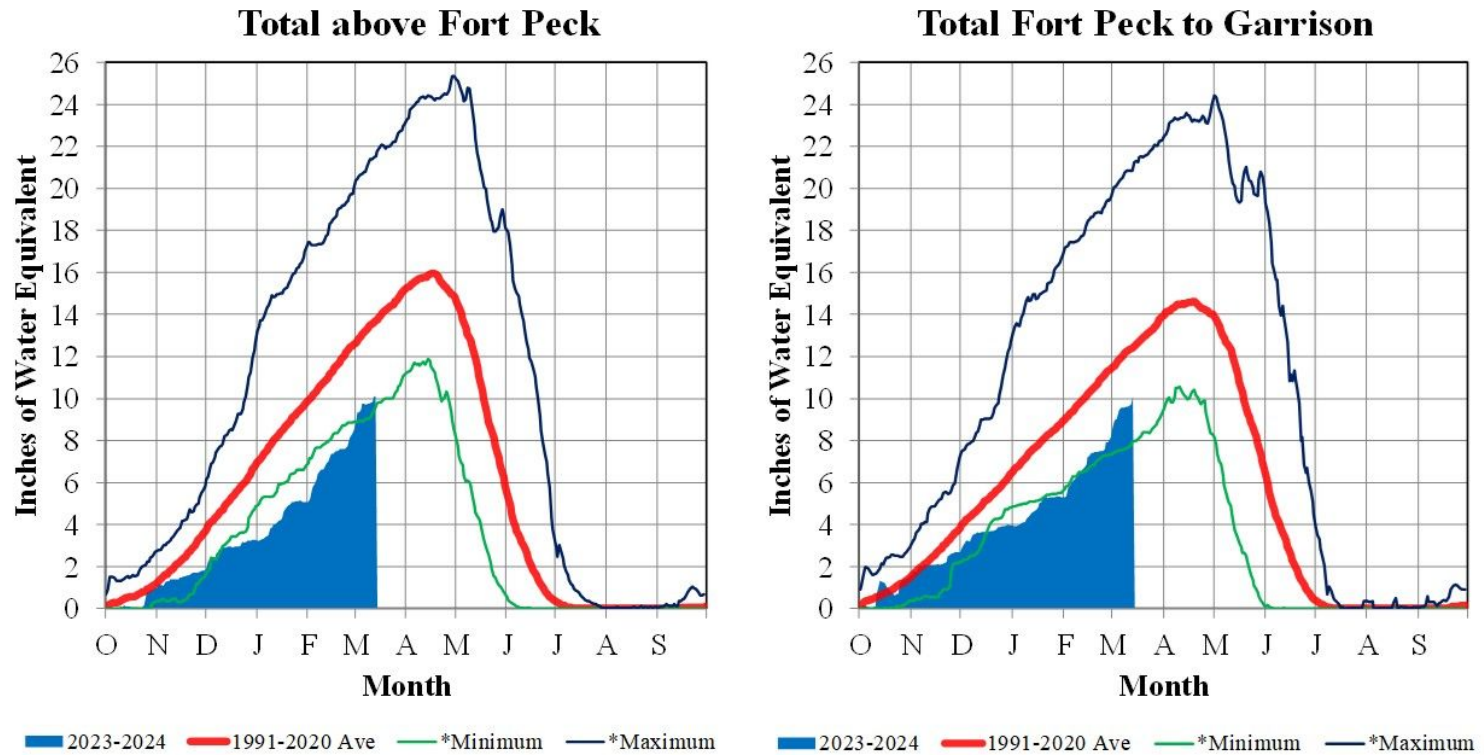 Total above Fort Peck
Inches of Water Equivalent
26
24
22
20
18
16
14
12
10
8
6
4
2
0
O N D J F M A M J J A S
Month
2023-2024 1991-2020 Ave *Minimum *Maximum
Total Fort Peck to Garrison
Inches of Water Equivalent
26
24
22
20
18
16
14
12
10
8
6
4
2
0
O N D J F M A M J J A S
Month
2023-2024 1991-2020 Ave *Minimum *Maximum